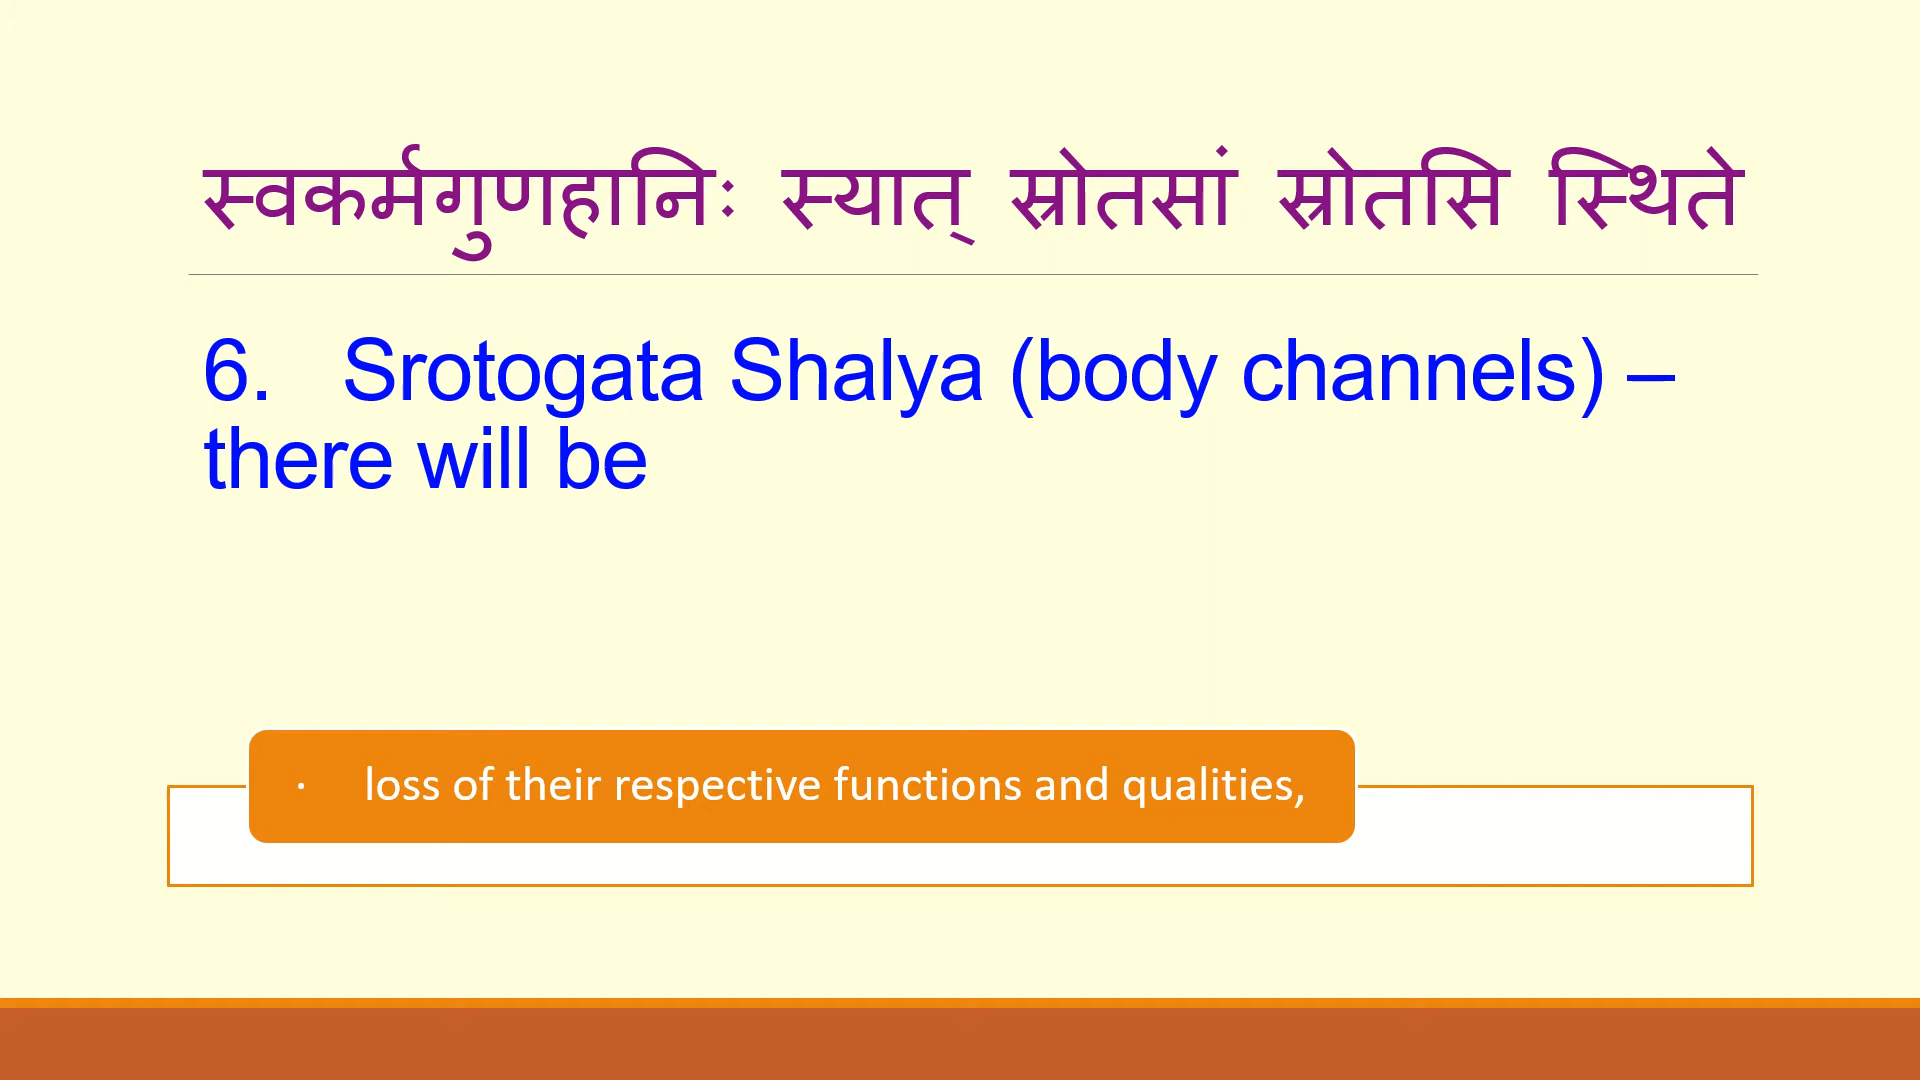 स्वकर्मगुणहानिः स्यात् स्रोतसां स्रोतसि स्थिते
6. Srotogata Shalya (body channels) –
there will be
· loss of their respective functions and qualities,